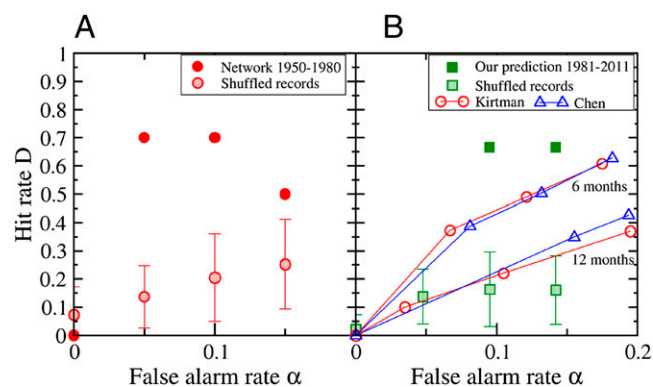 A
B
Hit rate D
1
0.9
0.8
0.7
0.6
0.5
0.4
0.3
0.2
0.1
0
Network 1950-1980
Shuffled records
Our prediction 1981-2011
Shuffled records
Kirtman Chen
6 months
12 months
0 0.1 0 0.1 0.2
False alarm rate α False alarm rate α